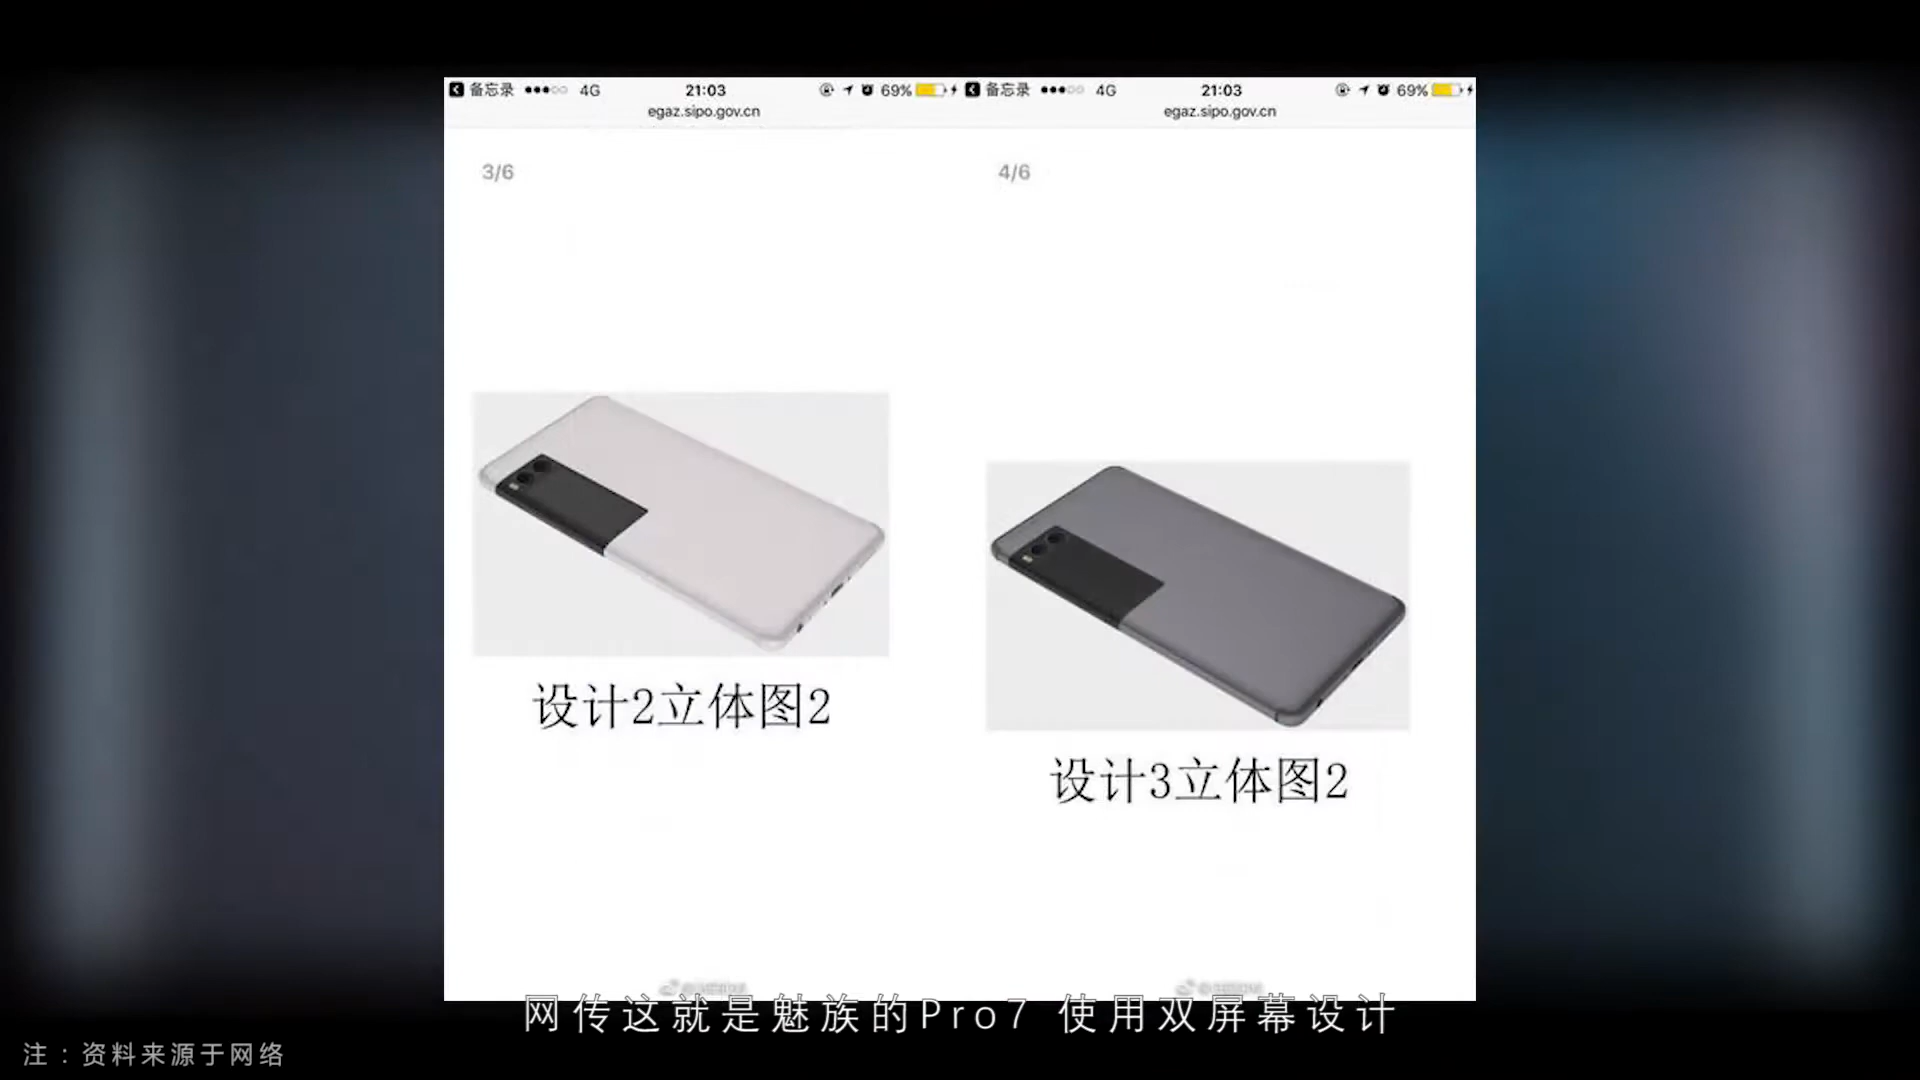 备忘录 4G 21:03 69%
egaz.sipo.gov.cn
3/6
设计2立体图2
备忘录 4G 21:03 69%
egaz.sipo.gov.cn
4/6
设计3立体图2
网传这就是魅族的Pro7 使用双屏幕设计
注：资料来源于网络